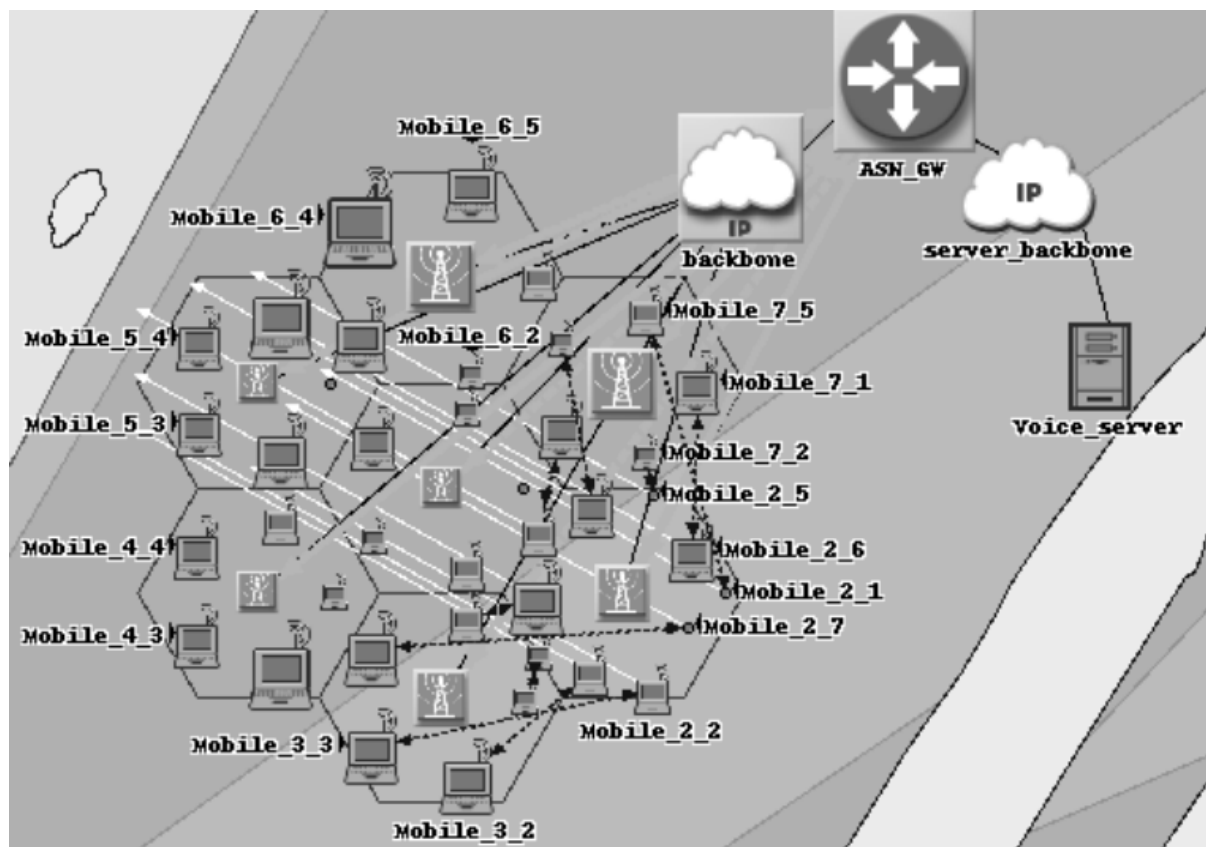 Mobile_6_5
ASN_GW
Mobile_6_4
IP
IP
server_backbone
backbone
Mobile_7_5
Mobile_5_4
Mobile_6_2
Mobile_7_1
Mobile_5_3
Voice_server
Mobile_7_2
Mobile_2_5
Mobile_4_4
Mobile_2_6
Mobile_2_1
Mobile_4_3
Mobile_2_7
Mobile_3_3
Mobile_2_2
Mobile_3_2